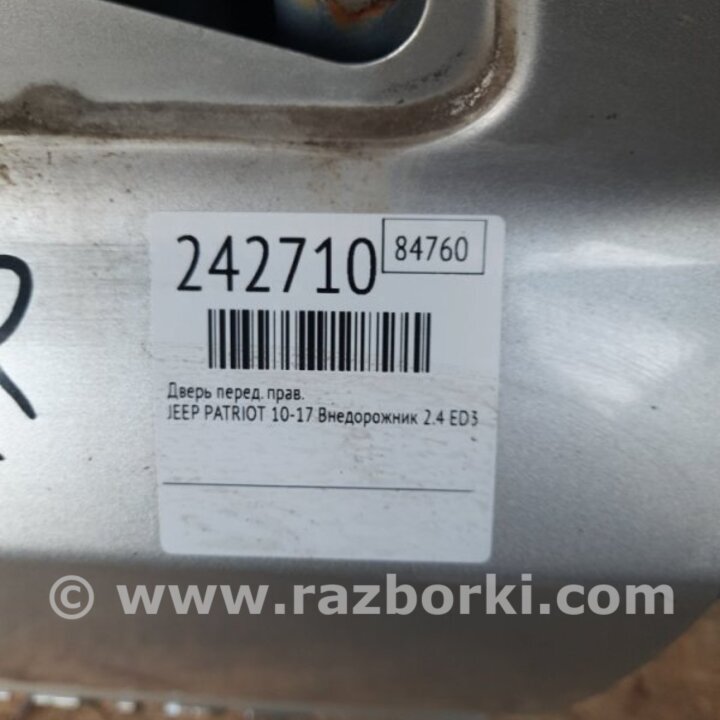 242710 84760
Дверь перед. прав.
JEEP PATRIOT 10-17 Внедорожник 2.4 ED3
R
© www.razborki.com